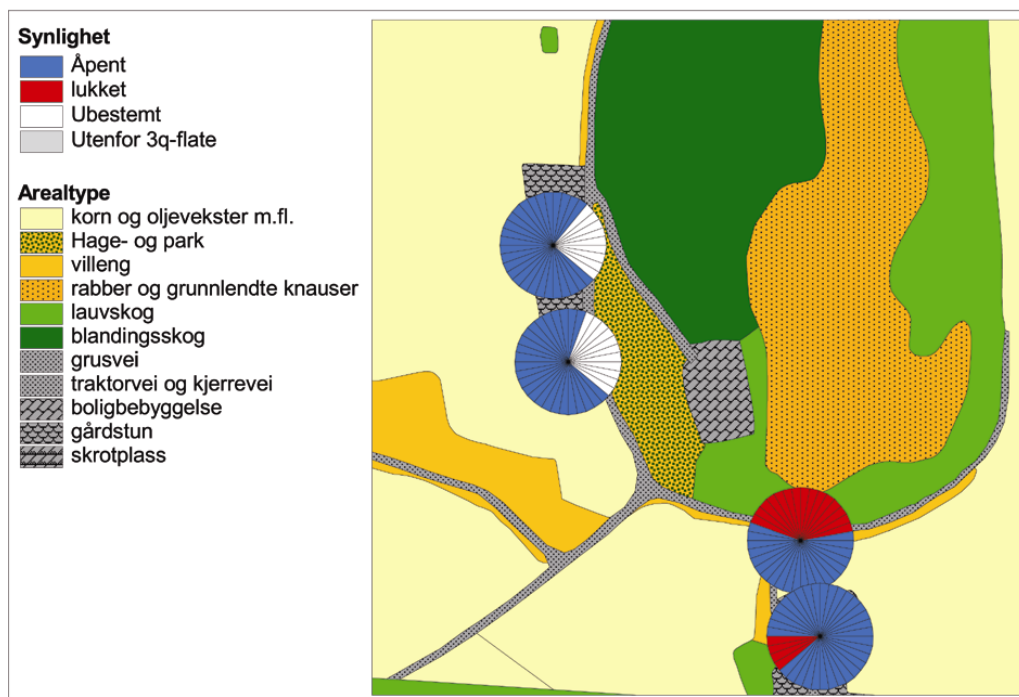 Synlighet
Åpent
lukket
Ubestemt
Utenfor 3q-flate
Arealtype
korn og oljevekster m.fl.
Hage- og park
villeng
rabber og grunnlendte knauser
lauvskog
blandingsskog
grusvei
traktorvei og kjerrevei
boligbebyggelse
gårdstun
skrotplass